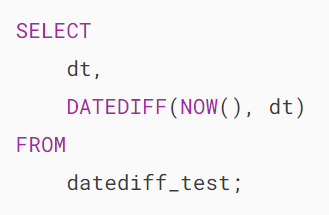 SELECT
    dt,
    DATEDIFF(NOW(), dt)
FROM
    datediff_test;